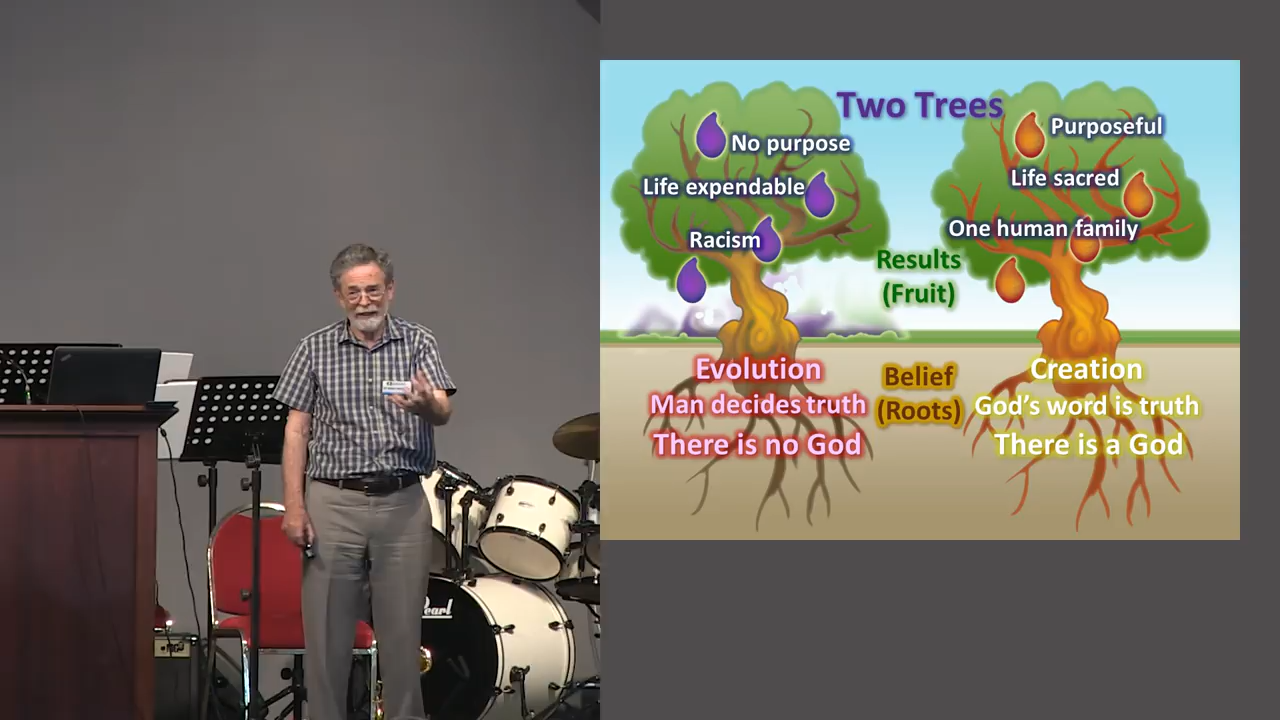 Two Trees
No purpose
Life expendable
Racism
Purposeful
Life sacred
One human family
Results
(Fruit)
Evolution
Man decides truth
There is no God
Belief
(Roots)
Creation
God's word is truth
There is a God
earl